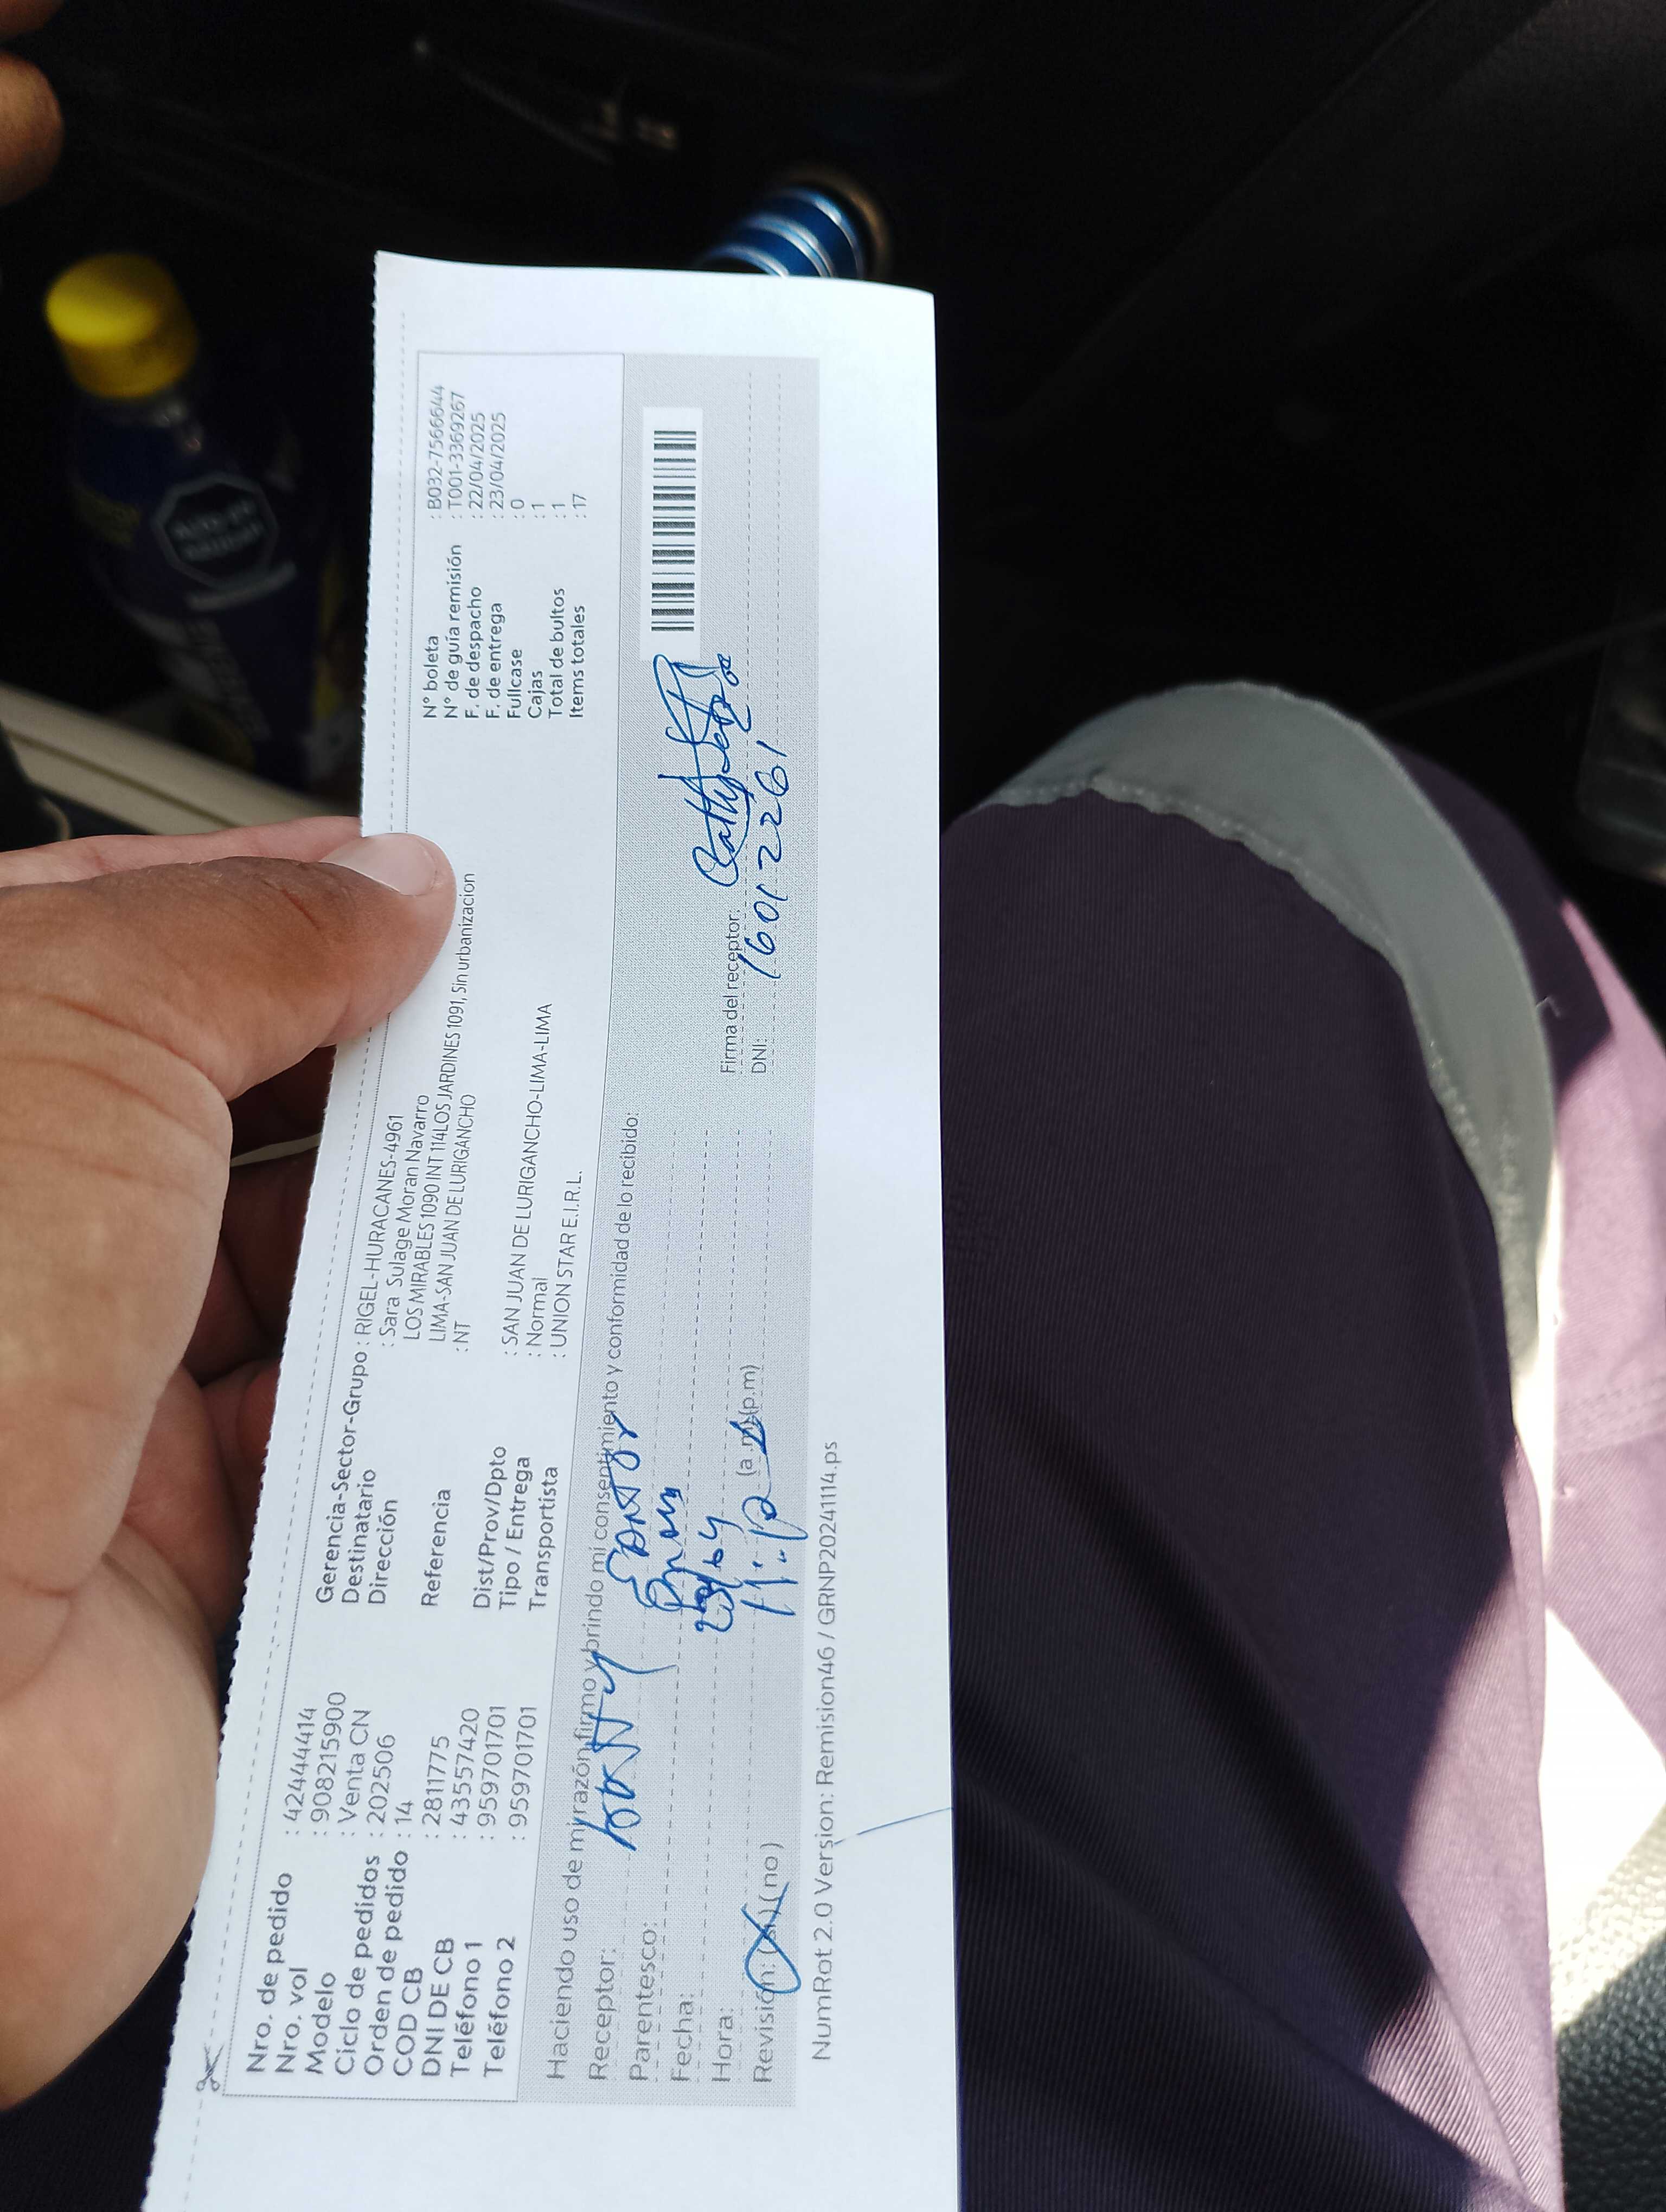 Nro. de pedido : 42444414
Nro. vol : 908215900
Modelo : Venta CN
Ciclo de pedidos : 202506
Orden de pedido : 14
COD CB : 2811775
DNI DE CB : 43557420
Teléfono 1 : 959701701
Teléfono 2 : 959701701
Gerencia-Sector-Grupo : RIGEL-HURACANES-4961
Destinatario : Sara Sulage Moran Navarro
Dirección LOS MIRABLES 1090 INT 114LOS JARDINES 1091, Sin urbanizacion
LIMA-SAN JUAN DE LURIGANCHO
Referencia : NT
Dist/Prov/Dpto : SAN JUAN DE LURIGANCHO-LIMA-LIMA
Tipo / Entrega : Normal
Transportista : UNION STAR E.I.R.L.
N° boleta : B032-7566644
N° de guía remisión : T001-3369267
F. de despacho : 22/04/2025
F. de entrega : 23/04/2025
Fullcase : 0
Cajas : 1
Total de bultos : 1
Items totales : 17
Haciendo uso de mi razón firmo y brindo mi consentimiento y conformidad de lo recibido:
Receptor: Katty
Parentesco:
Fecha:
Hora: 11:12 (a.m) (p.m)
Revisión: (si) (no)
Firma del receptor:
DNI: 16012261
NumRot 2.0 Version: Remision46 / GRNP20241114.ps